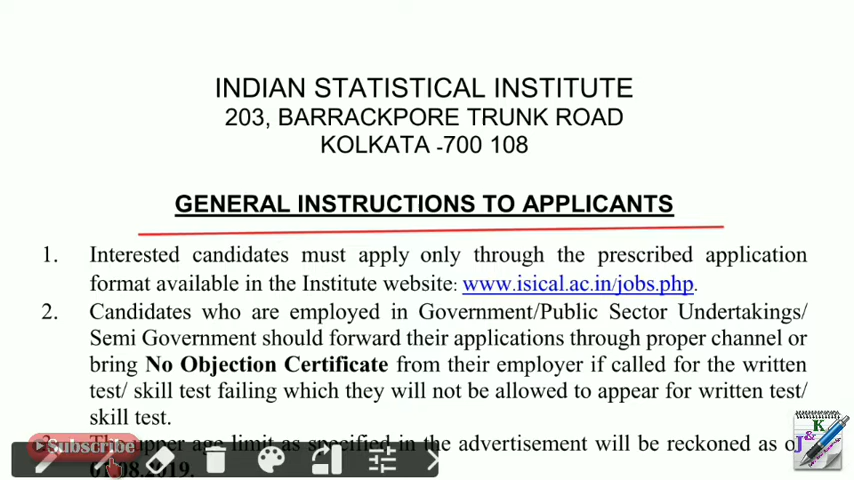 INDIAN STATISTICAL INSTITUTE
203, BARRACKPORE TRUNK ROAD
KOLKATA -700 108
GENERAL INSTRUCTIONS TO APPLICANTS
1. Interested candidates must apply only through the prescribed application
format available in the Institute website: www.isical.ac.in/jobs.php.
2. Candidates who are employed in Government/Public Sector Undertakings/
Semi Government should forward their applications through proper channel or
bring No Objection Certificate from their employer if called for the written
test/ skill test failing which they will not be allowed to appear for written test/
skill test.
limit as specified in the advertisement will be reckoned as
Subscribe
J&K